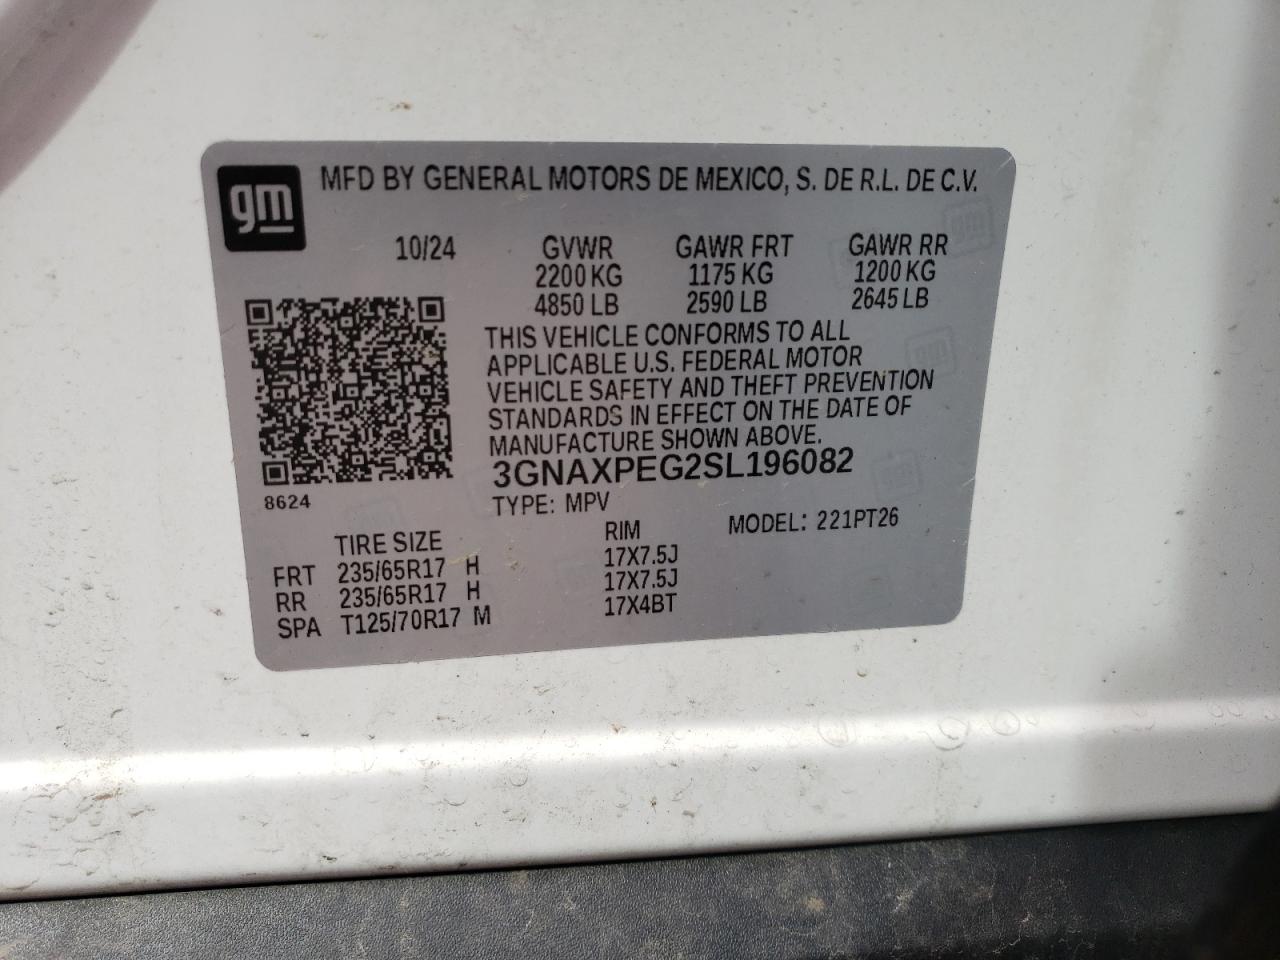 gm
MFD BY GENERAL MOTORS DE MEXICO, S. DE R.L. DE C.V.
10/24 GVWR GAWR FRT GAWR RR
2200 KG 1175 KG 1200 KG
4850 LB 2590 LB 2645 LB
THIS VEHICLE CONFORMS TO ALL
APPLICABLE U.S. FEDERAL MOTOR
VEHICLE SAFETY AND THEFT PREVENTION
STANDARDS IN EFFECT ON THE DATE OF
MANUFACTURE SHOWN ABOVE.
3GNAXPEG2SL196082
8624
TYPE: MPV MODEL: 221PT26
TIRE SIZE RIM
FRT 235/65R17 H 17X7.5J
RR 235/65R17 H 17X7.5J
SPA T125/70R17 M 17X4BT